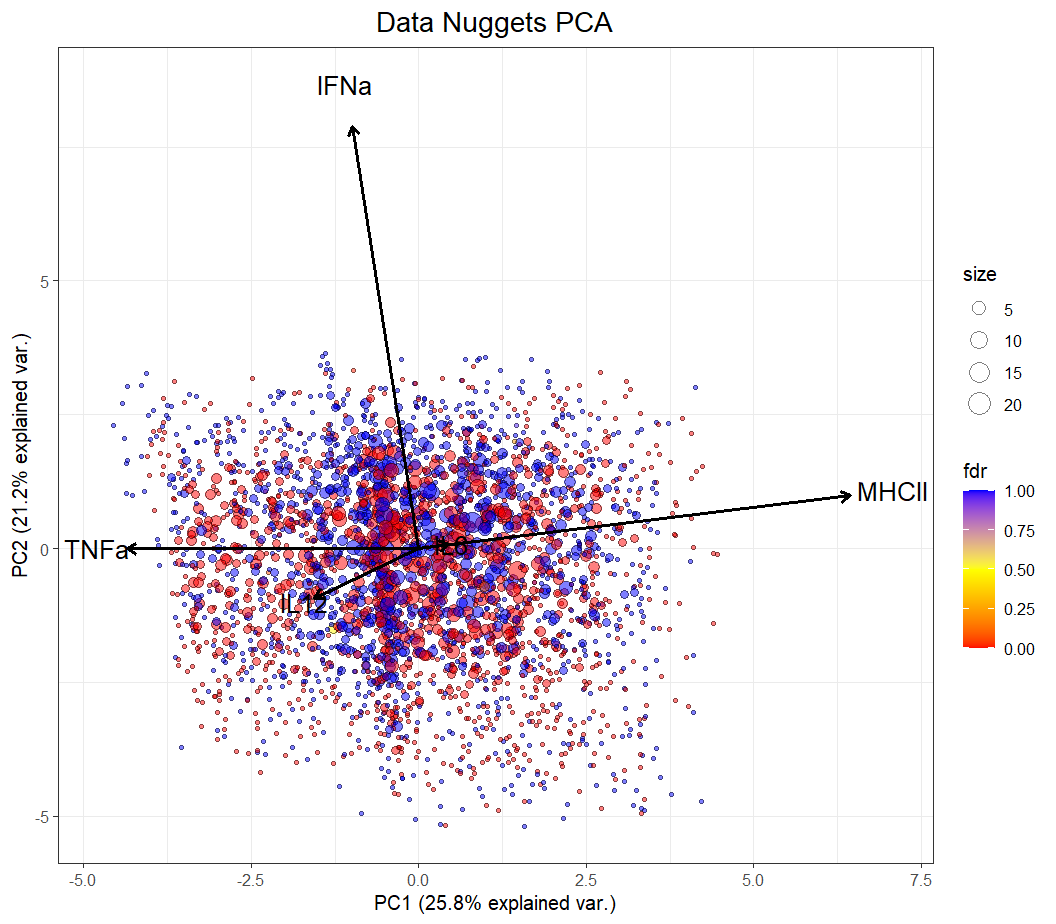 Data Nuggets PCA
IFNa
MHCII
TNFa
IL6
IL12
5
0
-5
-5.0
-2.5
0.0
2.5
5.0
7.5
PC1 (25.8% explained var.)
PC2 (21.2% explained var.)
size
5
10
15
20
fdr
1.00
0.75
0.50
0.25
0.00